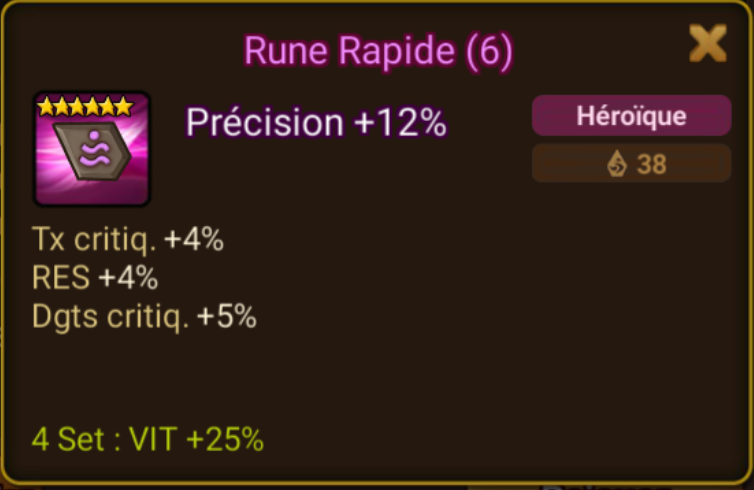 Rune Rapide (6)
Précision +12%
Héroïque
38
Tx critiq. +4%
RES +4%
Dgts critiq. +5%
4 Set : VIT +25%